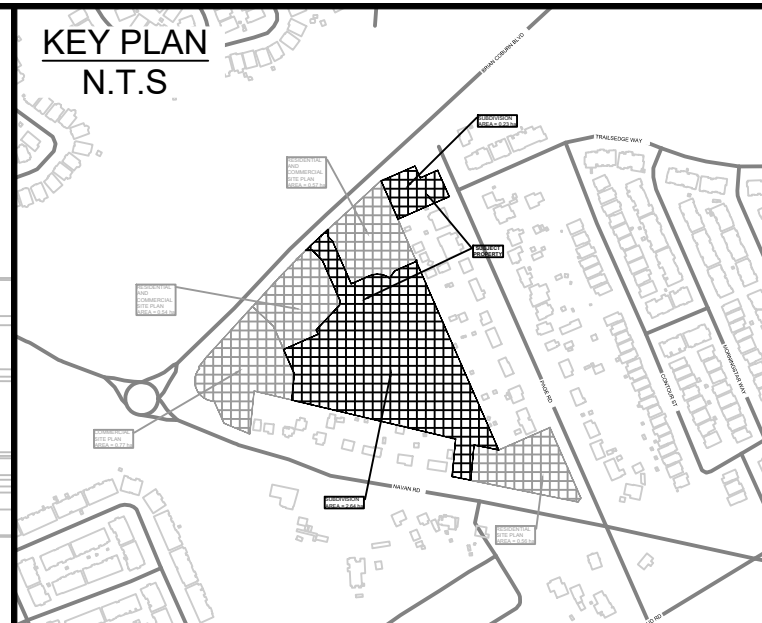 KEY PLAN
N.T.S
BRIAN COBURN BLVD
SUBDIVISION
AREA = 0.23 ha
TRAILSEDGE WAY
RESIDENTIAL
AND
COMMERCIAL
SITE PLAN
AREA = 0.57 ha
SUBJECT
PROPERTY
RESIDENTIAL
AND
COMMERCIAL
SITE PLAN
AREA = 0.54 ha
PAGE RD
CONTOUR ST
MORNINGSTAR WAY
COMMERCIAL
SITE PLAN
AREA = 0.77 ha
NAVAN RD
SUBDIVISION
AREA = 2.64 ha
RESIDENTIAL
SITE PLAN
AREA = 0.58 ha
RD